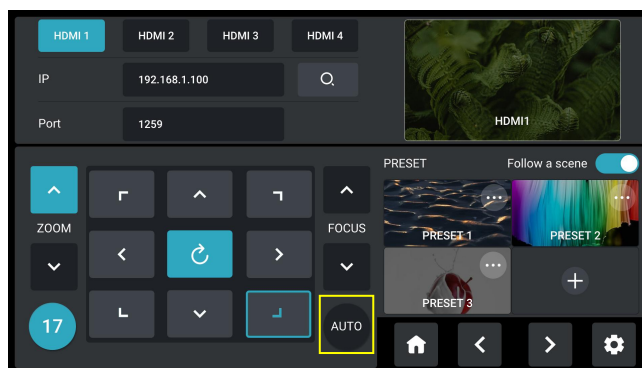 HDMI 1 HDMI 2 HDMI 3 HDMI 4
IP 192.168.1.100
Port 1259
HDMI1
PRESET Follow a scene
ZOOM FOCUS
PRESET 1 PRESET 2
PRESET 3
17 AUTO